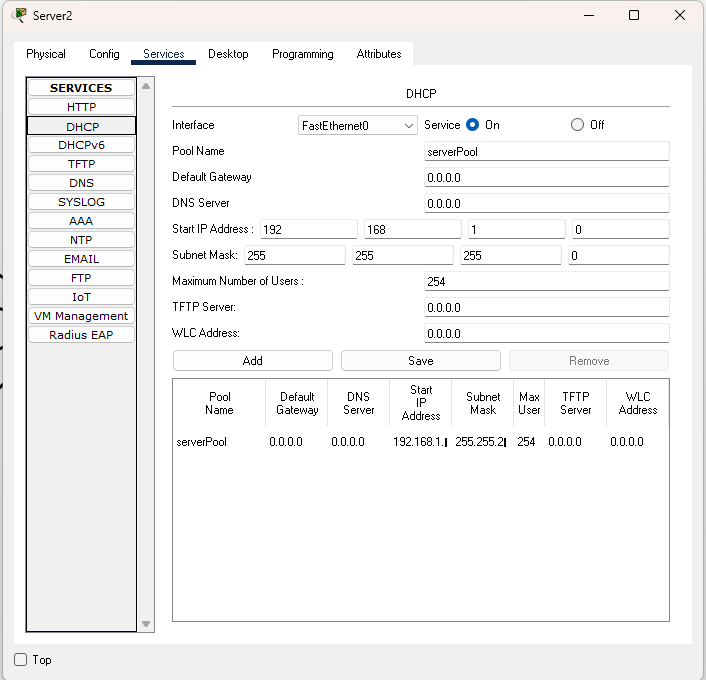 Server2
Physical Config Services Desktop Programming Attributes
SERVICES
HTTP
DHCP
DHCPv6
TFTP
DNS
SYSLOG
AAA
NTP
EMAIL
FTP
IoT
VM Management
Radius EAP
DHCP
Interface FastEthernet0 Service On Off
Pool Name serverPool
Default Gateway 0.0.0.0
DNS Server 0.0.0.0
Start IP Address : 192 168 1 0
Subnet Mask: 255 255 255 0
Maximum Number of Users : 254
TFTP Server: 0.0.0.0
WLC Address: 0.0.0.0
Add Save Remove
Pool Name Default Gateway DNS Server Start IP Address Subnet Mask Max User TFTP Server WLC Address
serverPool 0.0.0.0 0.0.0.0 192.168.1. 255.255.2 254 0.0.0.0 0.0.0.0
Top